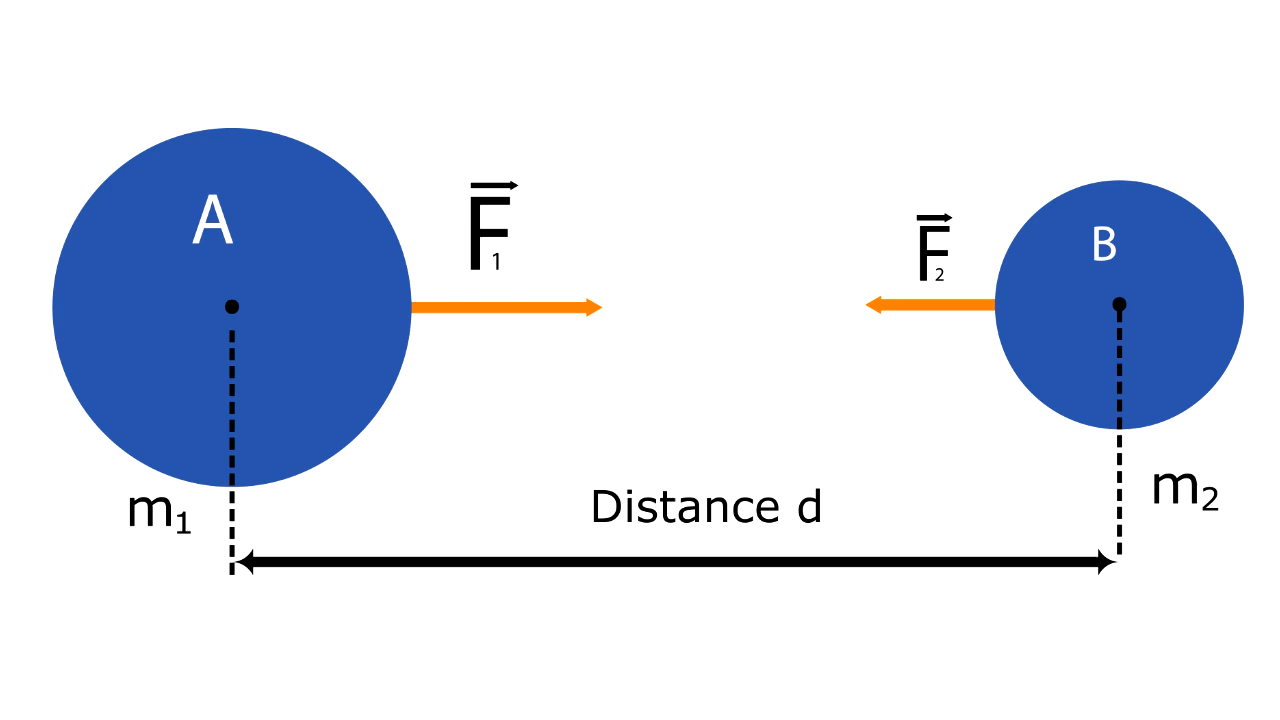 A
F⃗₁
F⃗₂
B
m₁
Distance d
m₂